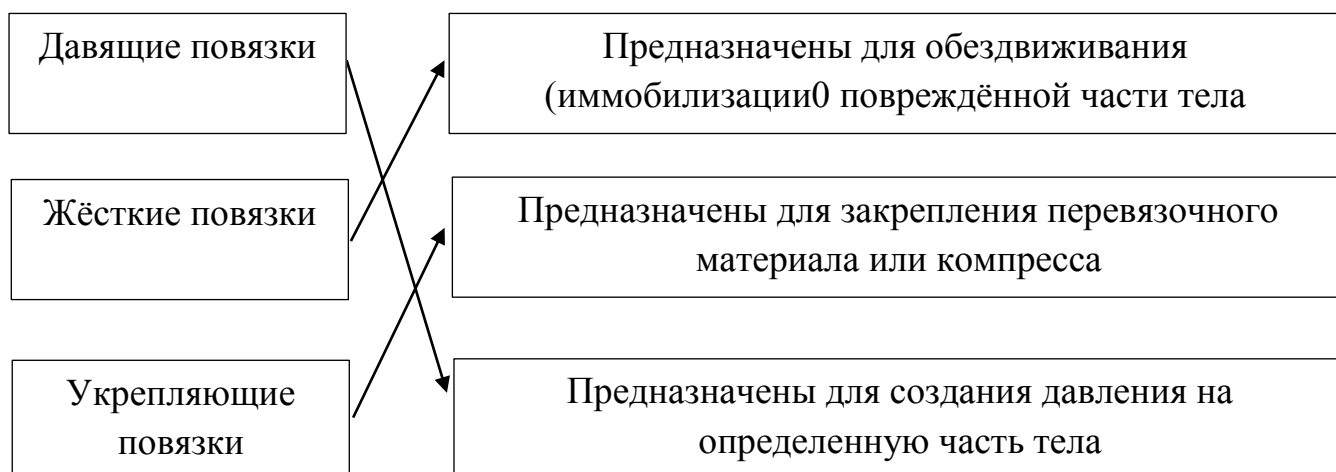 Давящие повязки
Предназначены для обездвиживания
(иммобилизации0 повреждённой части тела
Жёсткие повязки
Предназначены для закрепления перевязочного
материала или компресса
Укрепляющие
повязки
Предназначены для создания давления на
определенную часть тела